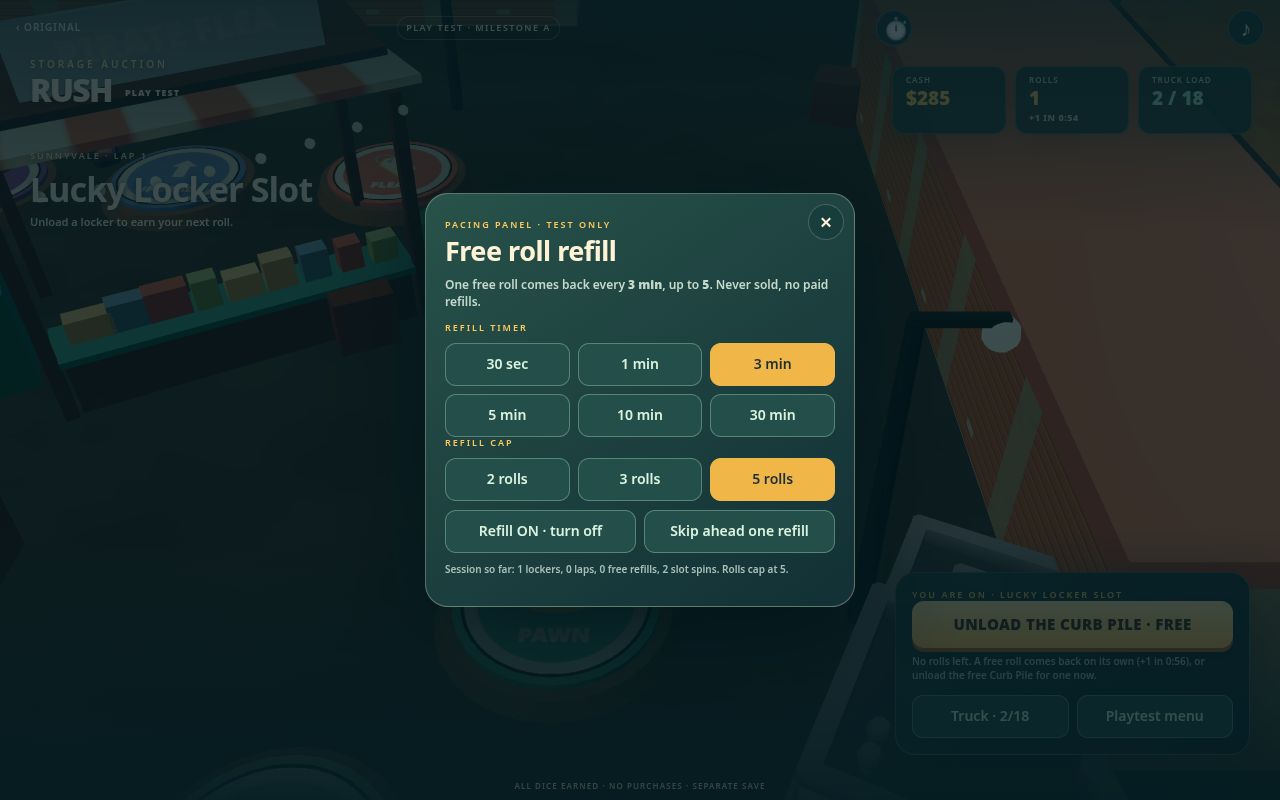 ‹ ORIGINAL
PLAY TEST · MILESTONE A
♪
PIRATE FLEA
STORAGE AUCTION
RUSH PLAY TEST
CASH
$285
ROLLS
1
+1 IN 0:54
TRUCK LOAD
2 / 18
SUNNYVALE · LAP 1
Lucky Locker Slot
Unload a locker to earn your next roll.
FLEA
PACING PANEL · TEST ONLY
×
Free roll refill
One free roll comes back every 3 min, up to 5. Never sold, no paid
refills.
REFILL TIMER
30 sec
1 min
3 min
5 min
10 min
30 min
REFILL CAP
2 rolls
3 rolls
5 rolls
Refill ON · turn off
Skip ahead one refill
Session so far: 1 lockers, 0 laps, 0 free refills, 2 slot spins. Rolls cap at 5.
PAWN
YOU ARE ON · LUCKY LOCKER SLOT
UNLOAD THE CURB PILE · FREE
No rolls left. A free roll comes back on its own (+1 in 0:56), or
unload the free Curb Pile for one now.
Truck · 2/18
Playtest menu
ALL DICE EARNED · NO PURCHASES · SEPARATE SAVE